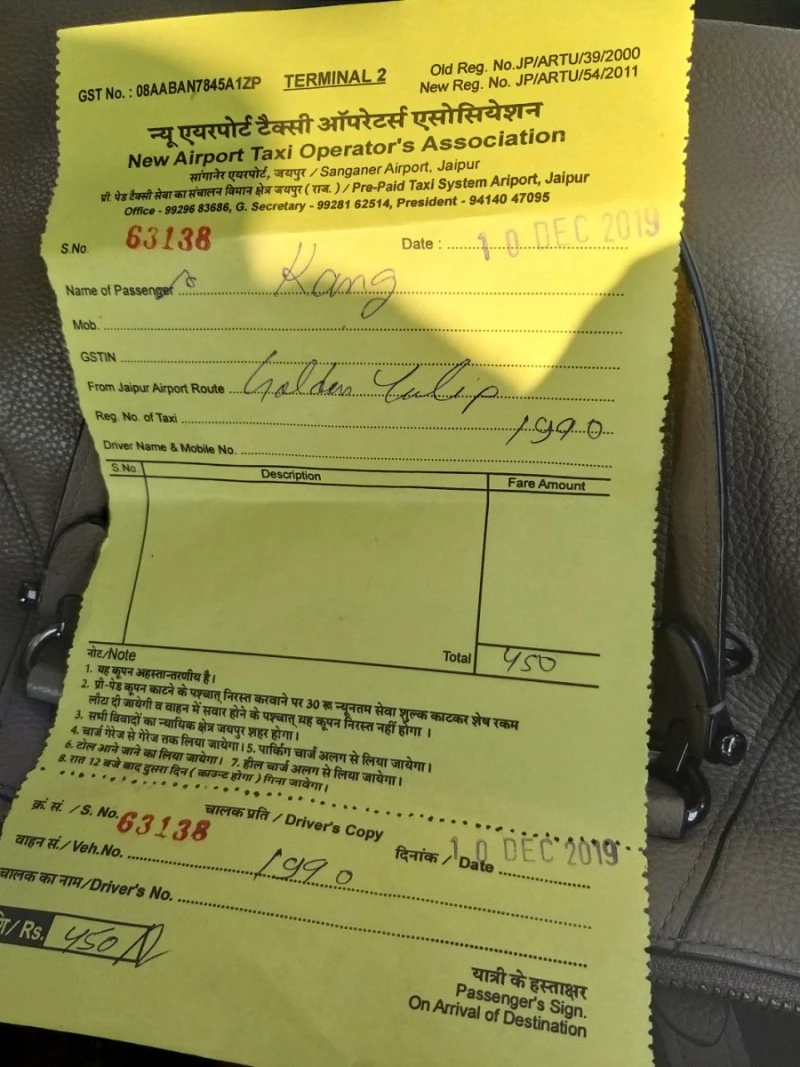 GST No. : 08AABAN7845A1ZP TERMINAL 2 Old Reg. No.JP/ARTU/39/2000
New Reg. No. JP/ARTU/54/2011
न्यू एयरपोर्ट टैक्सी ऑपरेटर्स एसोसियेशन
New Airport Taxi Operator's Association
सांगानेर एयरपोर्ट, जयपुर / Sanganer Airport, Jaipur
प्री. पेड टैक्सी सेवा का संचालन विमान क्षेत्र जयपुर ( राज. ) / Pre-Paid Taxi System Ariport, Jaipur
Office - 99296 83686, G. Secretary - 99281 62514, President - 94140 47095
S.No. 63138 Date : 10 DEC 2019
Name of Passenger Kang
Mob.
GSTIN
From Jaipur Airport Route Golden Tulip
Reg. No. of Taxi 1990
Driver Name & Mobile No.
S.No. Description Fare Amount
नोट/Note Total 450
1. यह कूपन अहस्तान्तरणीय है।
2. प्री-पेड कूपन काटने के पश्चात् निरस्त करवाने पर 30 रू न्यूनतम सेवा शुल्क काटकर शेष रकम
लौटा दी जायेगी व वाहन में सवार होने के पश्चात् यह कूपन निरस्त नहीं होगा ।
3. सभी विवादों का न्यायिक क्षेत्र जयपुर शहर होगा।
4. चार्ज गेरेज से गेरेज तक लिया जायेगा। 5. पार्किंग चार्ज अलग से लिया जायेगा।
6. टोल आने जाने का लिया जायेगा। 7. हील चार्ज अलग से लिया जायेगा।
8. रात 12 बजे बाद दुसरा दिन ( काउन्ट होगा ) गिना जावेगा।
क्रं सं. / S. No. 63138 चालक प्रति / Driver's Copy
वाहन सं./ Veh.No. 1990 दिनांक / Date 10 DEC 2019
चालक का नाम/Driver's No.
/ Rs. 450
यात्री के हस्ताक्षर
Passenger's Sign.
On Arrival of Destination